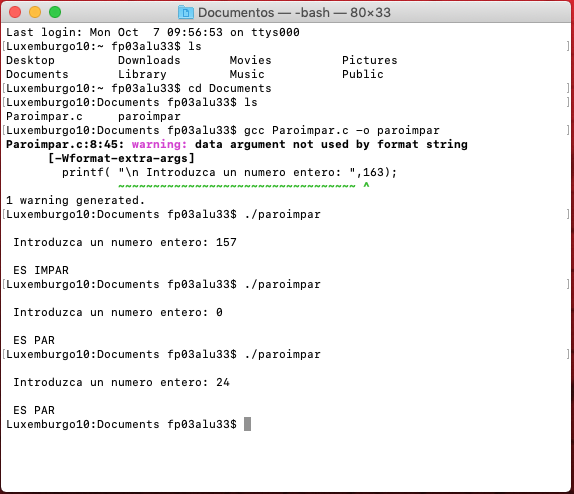 Documentos — -bash — 80×33
Last login: Mon Oct  7 09:56:53 on ttys000
[Luxemburgo10:~ fp03alu33$ ls ]
Desktop         Downloads       Movies          Pictures
Documents       Library         Music           Public
[Luxemburgo10:~ fp03alu33$ cd Documents ]
[Luxemburgo10:Documents fp03alu33$ ls ]
Paroimpar.c     paroimpar
[Luxemburgo10:Documents fp03alu33$ gcc Paroimpar.c -o paroimpar ]
Paroimpar.c:8:45: warning: data argument not used by format string
      [-Wformat-extra-args]
        printf( "\n Introduzca un numero entero: ",163);
                ~~~~~~~~~~~~~~~~~~~~~~~~~~~~~~~~~~ ^
1 warning generated.
[Luxemburgo10:Documents fp03alu33$ ./paroimpar ]
 Introduzca un numero entero: 157
 ES IMPAR
[Luxemburgo10:Documents fp03alu33$ ./paroimpar ]
 Introduzca un numero entero: 0
 ES PAR
[Luxemburgo10:Documents fp03alu33$ ./paroimpar ]
 Introduzca un numero entero: 24
 ES PAR
Luxemburgo10:Documents fp03alu33$